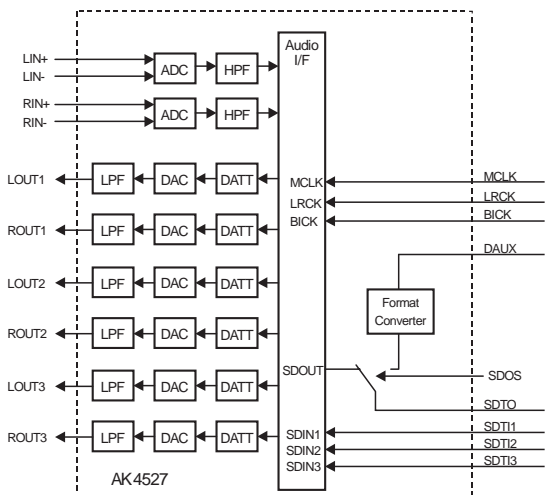 Audio
I/F
LIN+
LIN-
ADC
HPF
RIN+
RIN-
ADC
HPF
LOUT1
LPF
DAC
DATT
MCLK
MCLK
LRCK
LRCK
BICK
BICK
ROUT1
LPF
DAC
DATT
DAUX
LOUT2
LPF
DAC
DATT
Format
Converter
ROUT2
LPF
DAC
DATT
SDOUT
SDOS
LOUT3
LPF
DAC
DATT
SDTO
ROUT3
LPF
DAC
DATT
SDIN1
SDTI1
SDIN2
SDTI2
SDIN3
SDTI3
AK4527